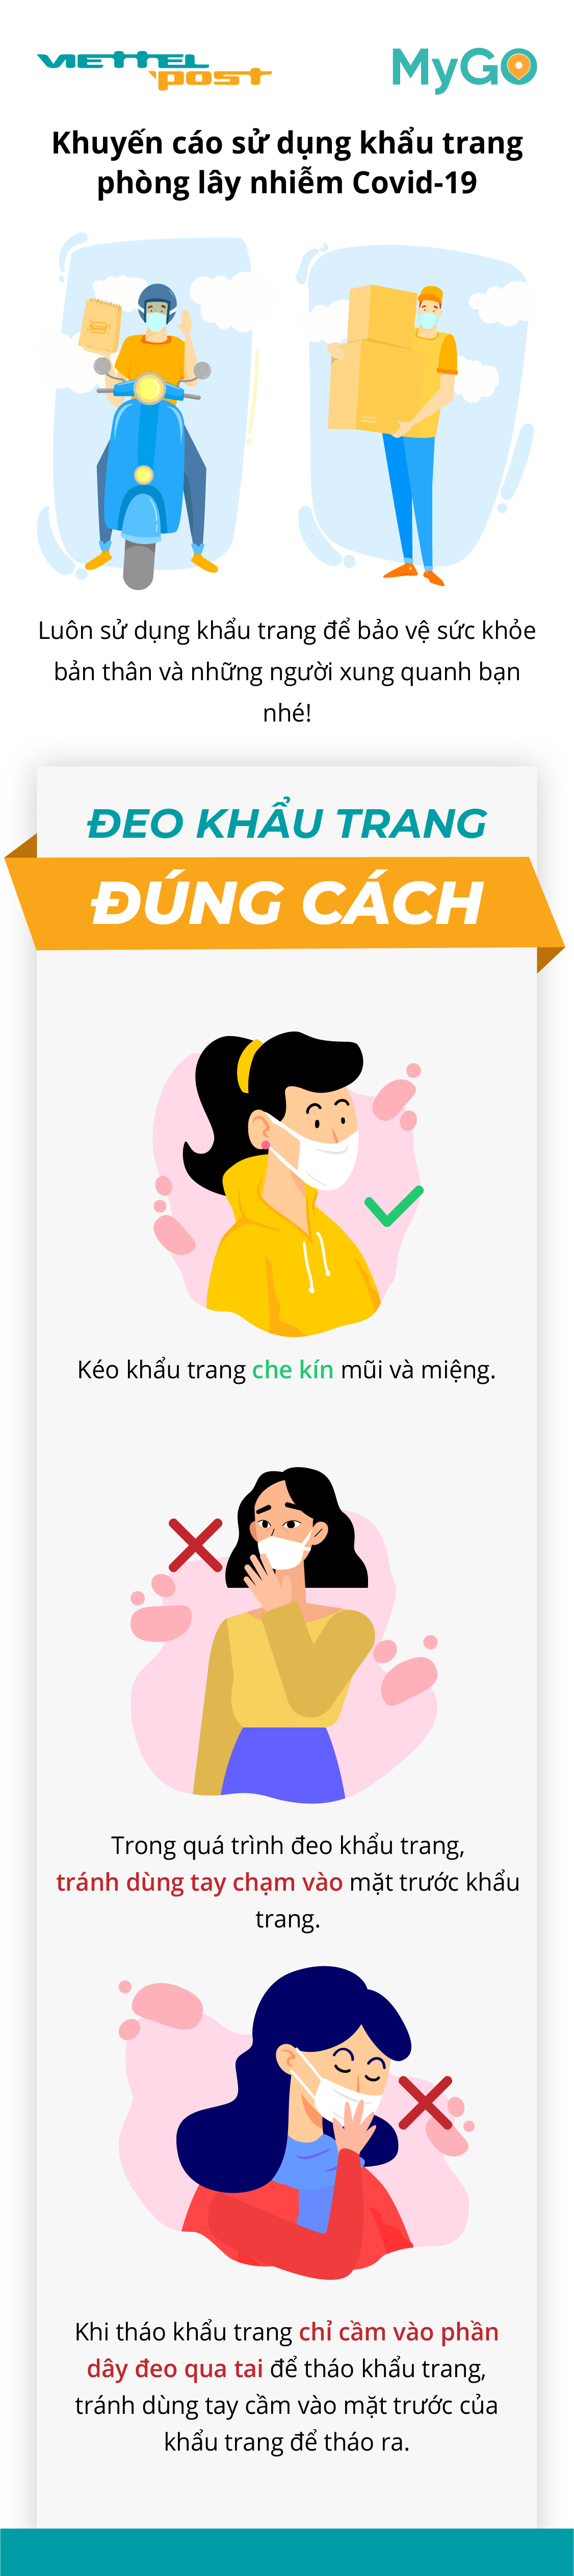 VIETTEL
post
MyGO
Khuyến cáo sử dụng khẩu trang
phòng lây nhiễm Covid-19
Luôn sử dụng khẩu trang để bảo vệ sức khỏe
bản thân và những người xung quanh bạn
nhé!
ĐEO KHẨU TRANG
ĐÚNG CÁCH
Kéo khẩu trang che kín mũi và miệng.
Trong quá trình đeo khẩu trang,
tránh dùng tay chạm vào mặt trước khẩu
trang.
Khi tháo khẩu trang chỉ cầm vào phần
dây đeo qua tai để tháo khẩu trang,
tránh dùng tay cầm vào mặt trước của
khẩu trang để tháo ra.